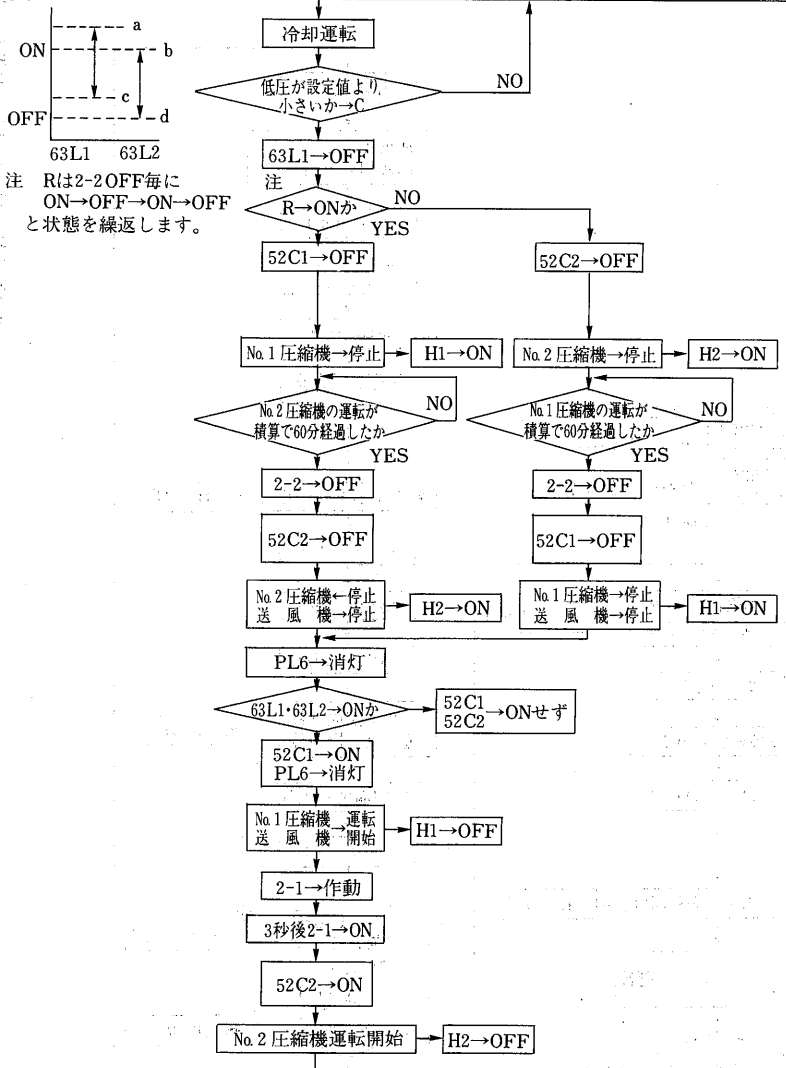 a
ON
b
c
OFF
d
63L1 63L2
注 Rは2-2OFF毎に
ON→OFF→ON→OFF
と状態を繰返します。
冷却運転
低圧が設定値より
小さいか→C
NO
63L1→OFF
注
R→ONか
NO
YES
52C1→OFF
52C2→OFF
No.1圧縮機→停止
H1→ON
No.2圧縮機→停止
H2→ON
No.2圧縮機の運転が
積算で60分経過したか
NO
YES
No.1圧縮機の運転が
積算で60分経過したか
NO
YES
2-2→OFF
2-2→OFF
52C2→OFF
52C1→OFF
No.2圧縮機←停止
送風機→停止
H2→ON
No.1圧縮機→停止
送風機→停止
H1→ON
PL6→消灯
63L1・63L2→ONか
52C1
52C2
→ONせず
52C1→ON
PL6→消灯
No.1圧縮機 運転
送風機 開始
→
H1→OFF
2-1→作動
3秒後2-1→ON
52C2→ON
No.2圧縮機運転開始
H2→OFF